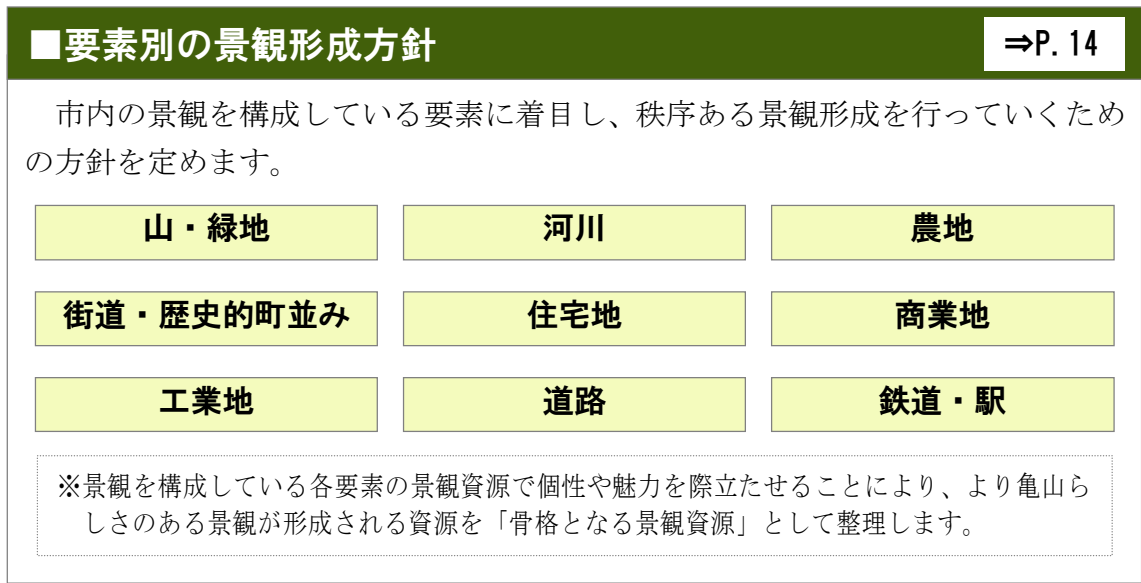 ■要素別の景観形成方針
⇒P.14
市内の景観を構成している要素に着目し、秩序ある景観形成を行っていくため
の方針を定めます。
山・緑地
河川
農地
街道・歴史的町並み
住宅地
商業地
工業地
道路
鉄道・駅
※景観を構成している各要素の景観資源で個性や魅力を際立たせることにより、より亀山ら
しさのある景観が形成される資源を「骨格となる景観資源」として整理します。